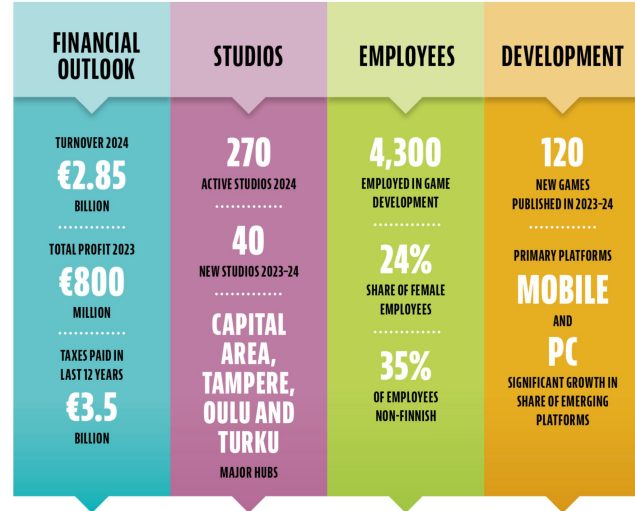 FINANCIAL
OUTLOOK
TURNOVER 2024
€2.85
BILLION
TOTAL PROFIT 2023
€800
MILLION
TAXES PAID IN
LAST 12 YEARS
€3.5
BILLION
STUDIOS
270
ACTIVE STUDIOS 2024
40
NEW STUDIOS 2023–24
CAPITAL
AREA,
TAMPERE,
OULU AND
TURKU
MAJOR HUBS
EMPLOYEES
4,300
EMPLOYED IN GAME
DEVELOPMENT
24%
SHARE OF FEMALE
EMPLOYEES
35%
OF EMPLOYEES
NON-FINNISH
DEVELOPMENT
120
NEW GAMES
PUBLISHED IN 2023–24
PRIMARY PLATFORMS
MOBILE
AND
PC
SIGNIFICANT GROWTH IN
SHARE OF EMERGING
PLATFORMS